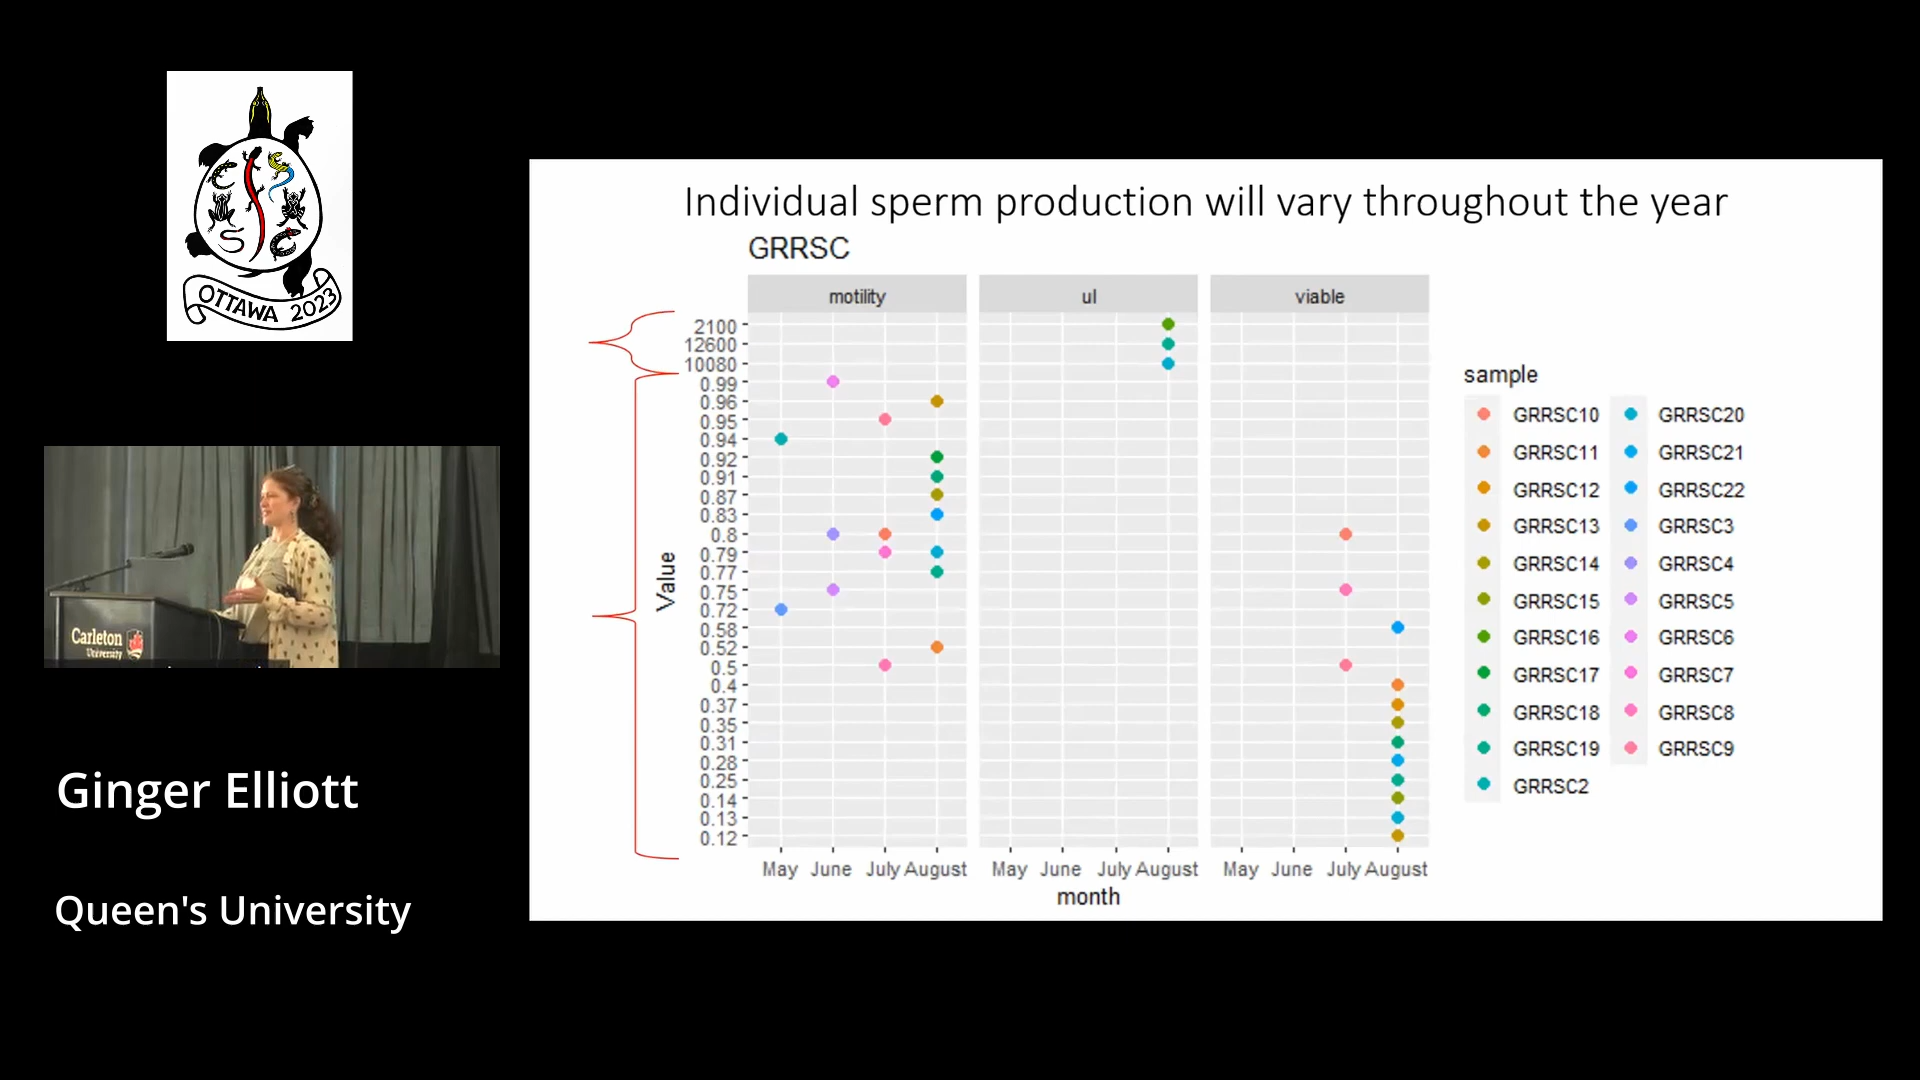 OTTAWA 2023
Carleton
University
Ginger Elliott
Queen's University
Individual sperm production will vary throughout the year
GRRSC
motility ul viable
Value
2100
12600
10080
0.99
0.96
0.95
0.94
0.92
0.91
0.87
0.83
0.8
0.79
0.77
0.75
0.72
0.58
0.52
0.5
0.4
0.37
0.35
0.31
0.28
0.25
0.14
0.13
0.12
May June July August May June July August May June July August
month
sample
GRRSC10 GRRSC20
GRRSC11 GRRSC21
GRRSC12 GRRSC22
GRRSC13 GRRSC3
GRRSC14 GRRSC4
GRRSC15 GRRSC5
GRRSC16 GRRSC6
GRRSC17 GRRSC7
GRRSC18 GRRSC8
GRRSC19 GRRSC9
GRRSC2